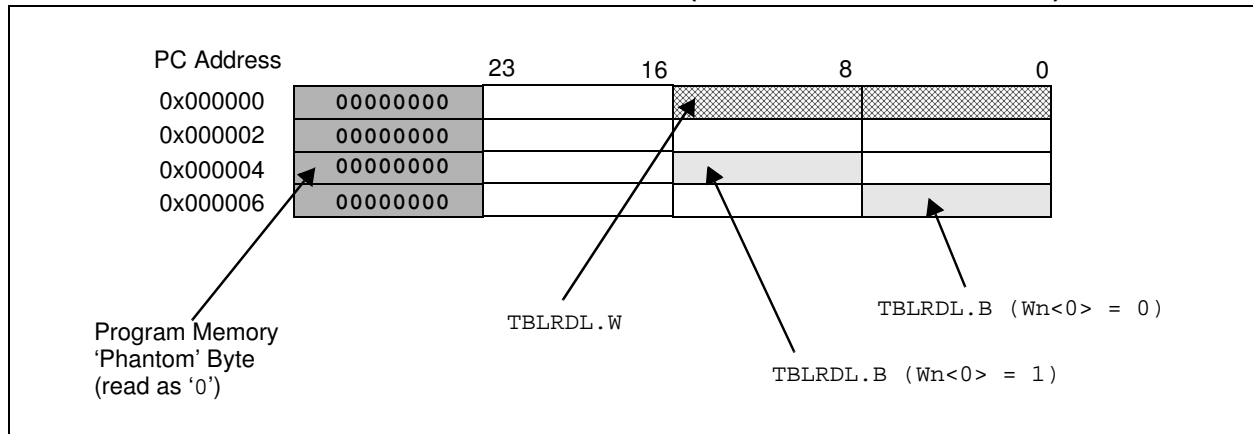 PC Address
23 16 8 0
0x000000 00000000
0x000002 00000000
0x000004 00000000
0x000006 00000000
Program Memory
‘Phantom’ Byte
(read as ‘0’)
TBLRDL.W
TBLRDL.B (Wn<0> = 0)
TBLRDL.B (Wn<0> = 1)